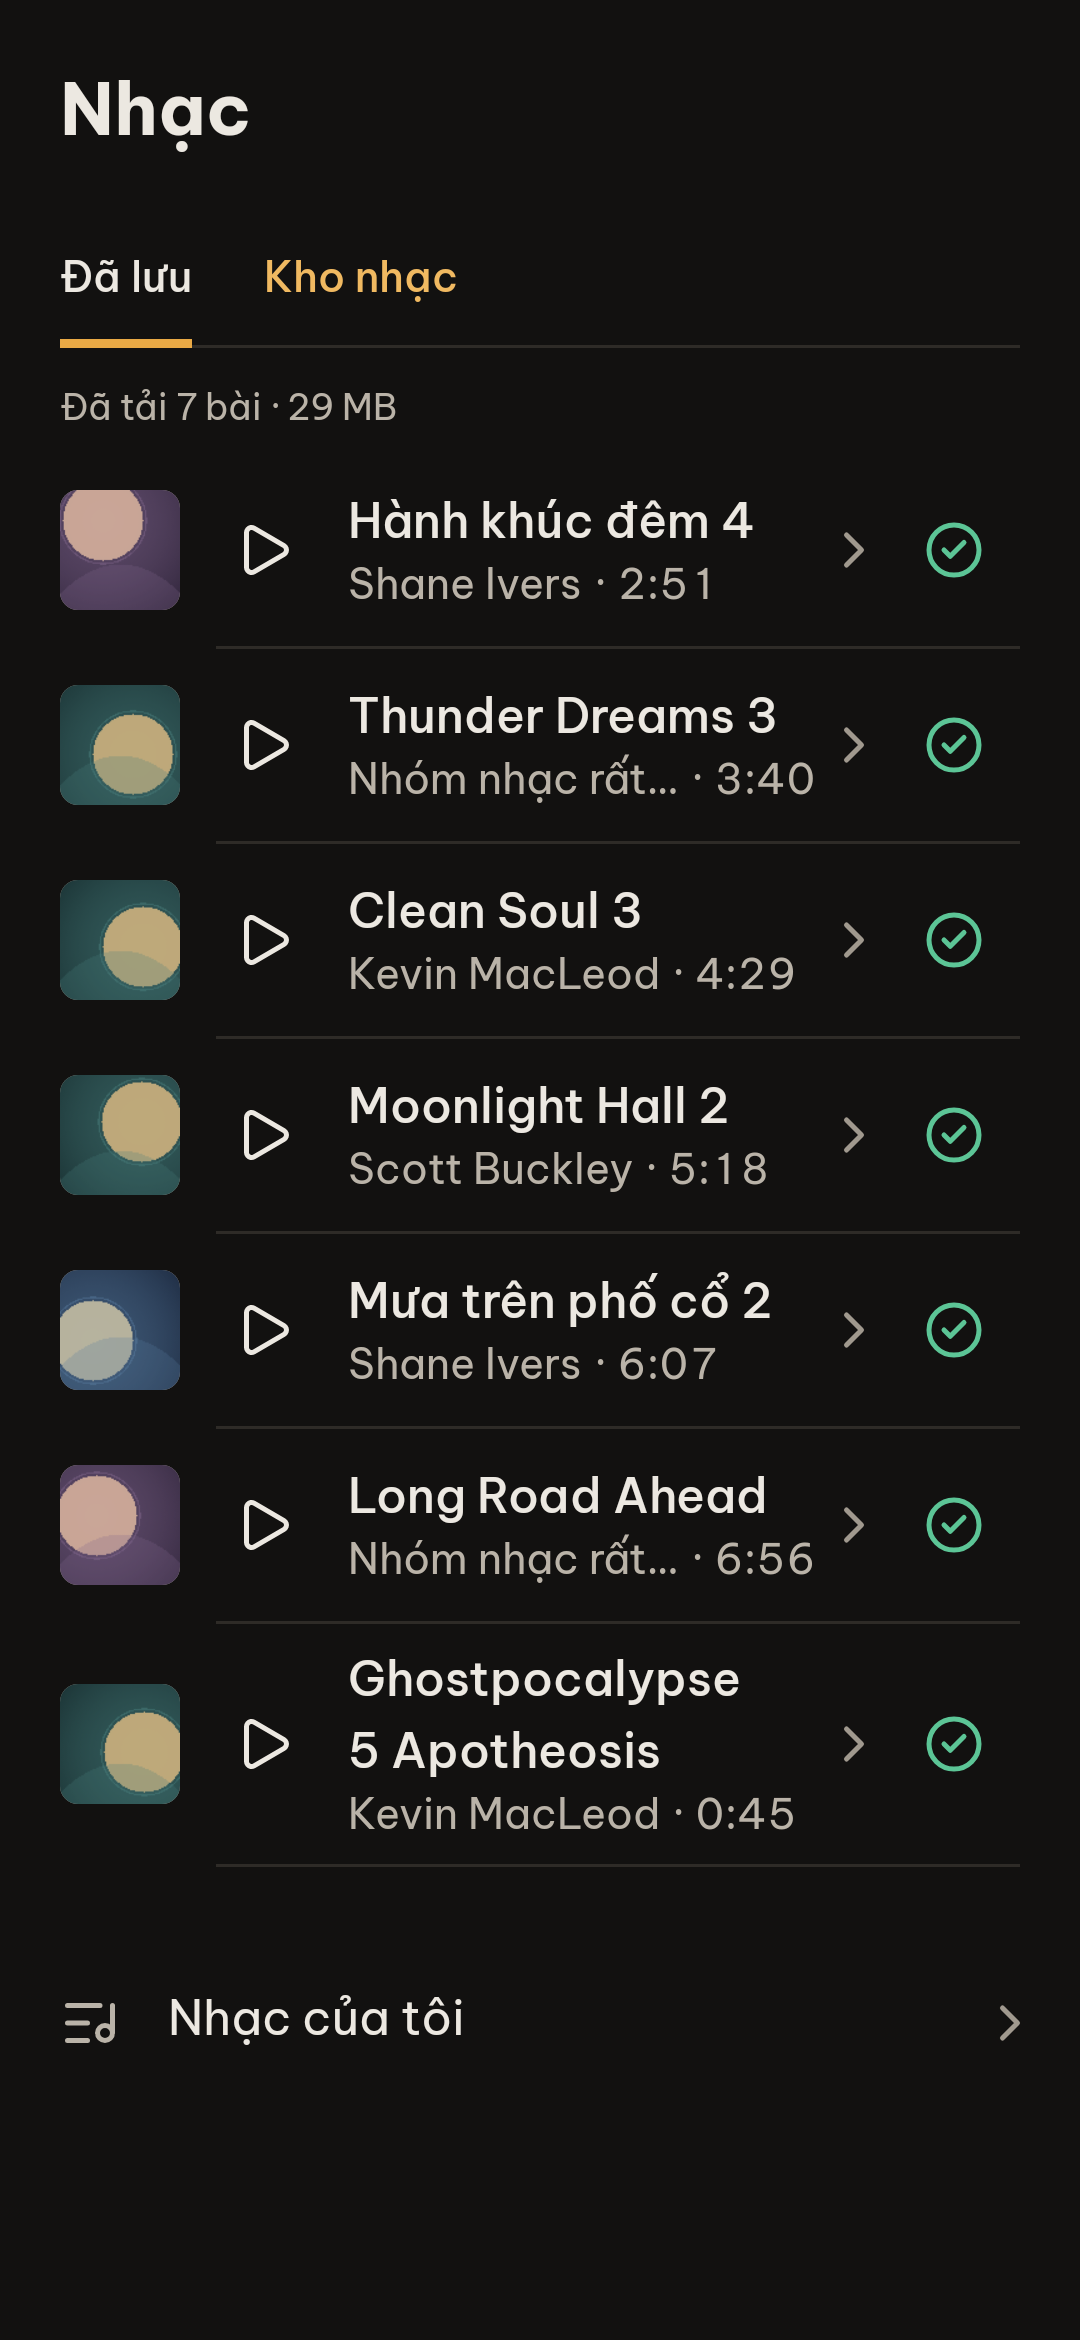 Nhạc
Đã lưu Kho nhạc
Đã tải 7 bài · 29 MB
Hành khúc đêm 4
Shane Ivers · 2:51
Thunder Dreams 3
Nhóm nhạc rất... · 3:40
Clean Soul 3
Kevin MacLeod · 4:29
Moonlight Hall 2
Scott Buckley · 5:18
Mưa trên phố cổ 2
Shane Ivers · 6:07
Long Road Ahead
Nhóm nhạc rất... · 6:56
Ghostpocalypse
5 Apotheosis
Kevin MacLeod · 0:45
Nhạc của tôi